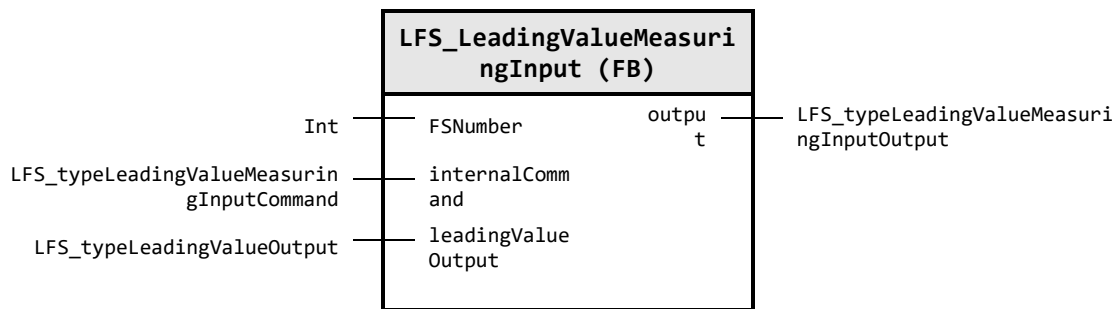 LFS_LeadingValueMeasuri
ngInput (FB)
Int
FSNumber
outpu
t
LFS_typeLeadingValueMeasuri
ngInputOutput
LFS_typeLeadingValueMeasurin
gInputCommand
internalComm
and
LFS_typeLeadingValueOutput
leadingValue
Output